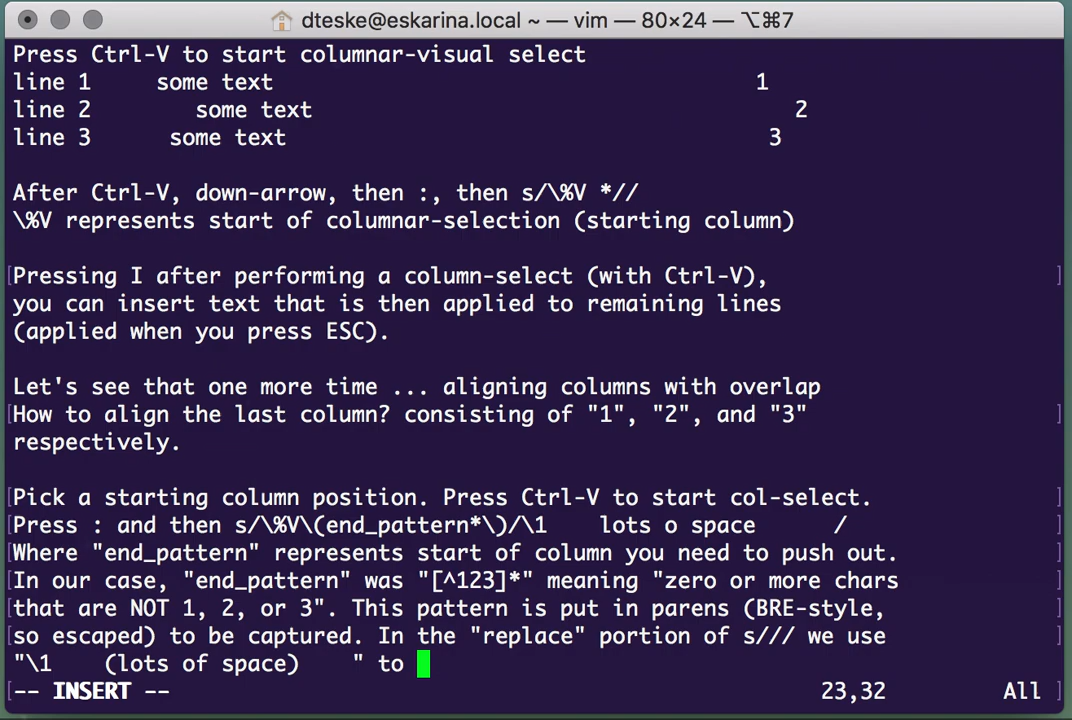 dteske@eskarina.local ~ — vim — 80×24 — ⌥⌘7
Press Ctrl-V to start columnar-visual select
line 1     some text                                     1
line 2        some text                                     2
line 3      some text                                     3
After Ctrl-V, down-arrow, then :, then s/\%V *//
\%V represents start of columnar-selection (starting column)
Pressing I after performing a column-select (with Ctrl-V),
you can insert text that is then applied to remaining lines
(applied when you press ESC).
Let's see that one more time ... aligning columns with overlap
How to align the last column? consisting of "1", "2", and "3"
respectively.
Pick a starting column position. Press Ctrl-V to start col-select.
Press : and then s/\%V\(end_pattern*\)/\1    lots o space      /
Where "end_pattern" represents start of column you need to push out.
In our case, "end_pattern" was "[^123]*" meaning "zero or more chars
that are NOT 1, 2, or 3". This pattern is put in parens (BRE-style,
so escaped) to be captured. In the "replace" portion of s/// we use
"\1    (lots of space)    " to
-- INSERT --                                                  23,32         All